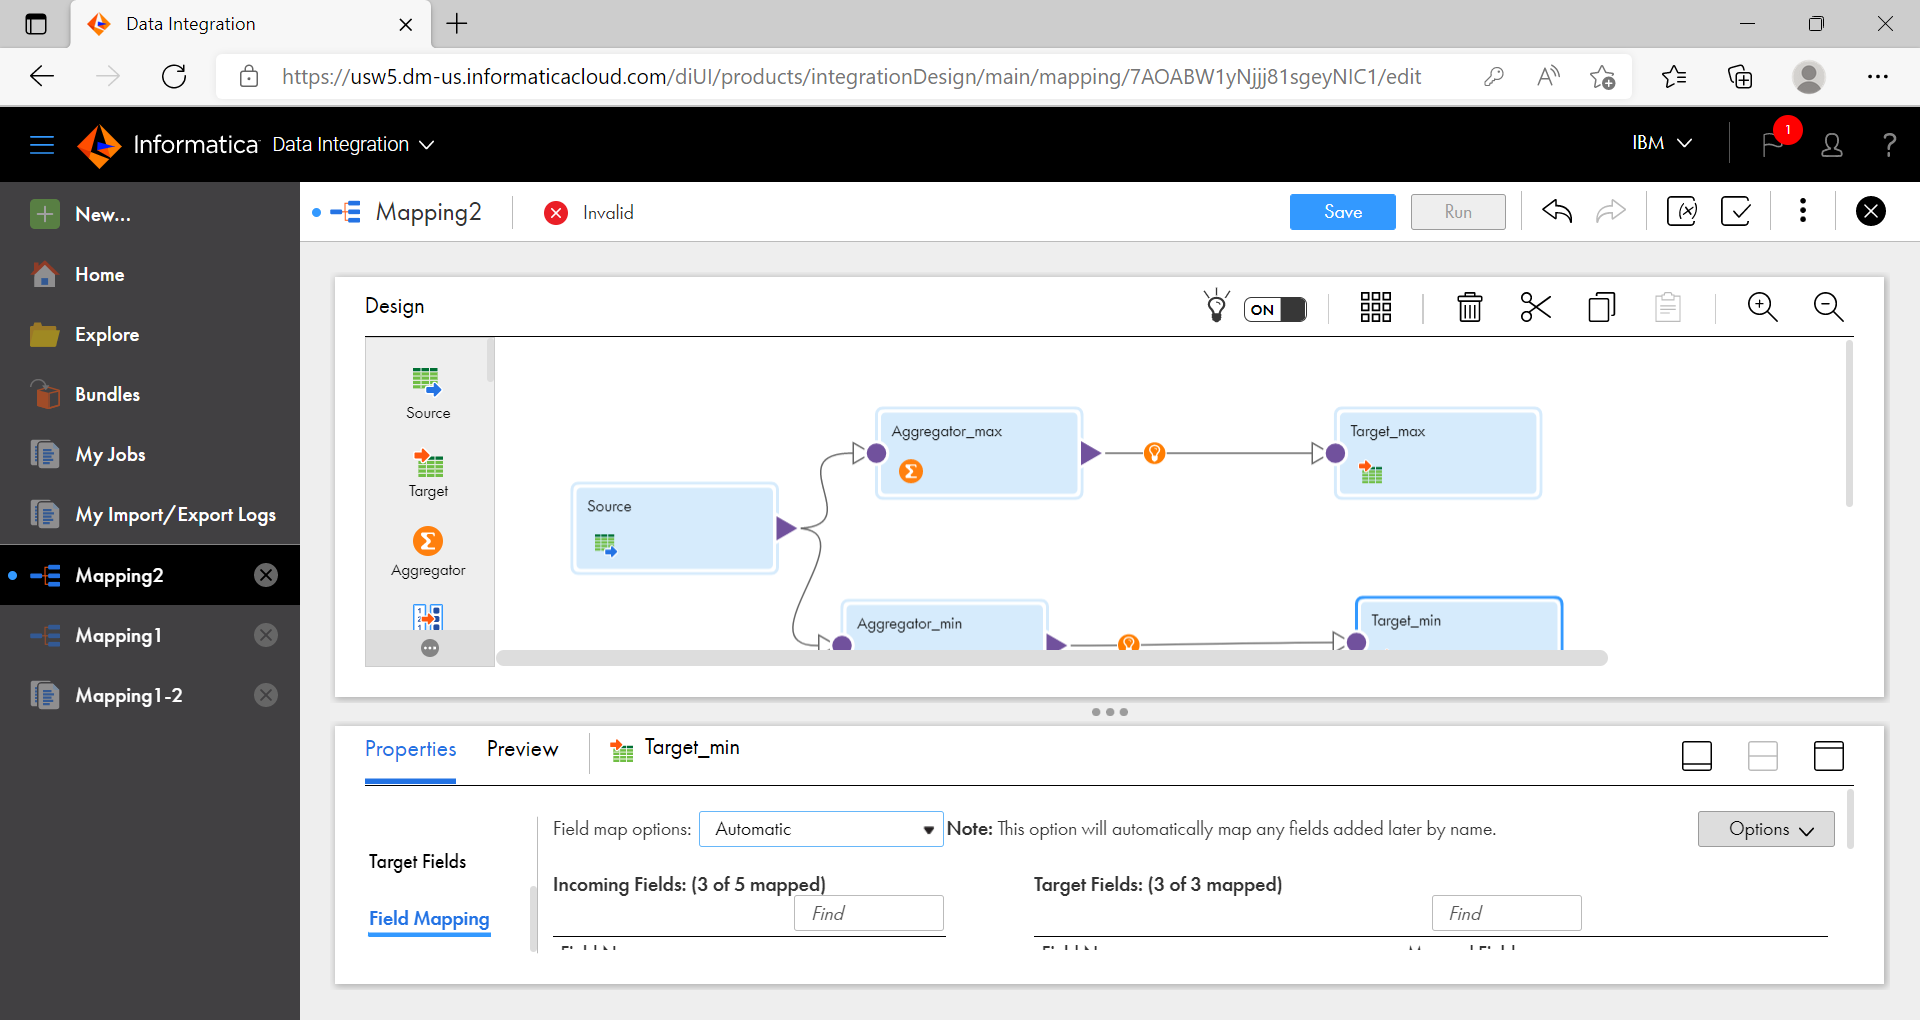 Data Integration
https://usw5.dm-us.informaticacloud.com/diUI/products/integrationDesign/main/mapping/7AOABW1yNjjj81sgeyNIC1/edit
Informatica Data Integration
IBM
1
?
New...
Home
Explore
Bundles
My Jobs
My Import/Export Logs
Mapping2
Mapping1
Mapping1-2
Mapping2
Invalid
Save
Run
Design
ON
Source
Target
Aggregator
Source
Aggregator_max
Target_max
Aggregator_min
Target_min
Properties
Preview
Target_min
Target Fields
Field Mapping
Field map options:
Automatic
Note: This option will automatically map any fields added later by name.
Options
Incoming Fields: (3 of 5 mapped)
Find
Target Fields: (3 of 3 mapped)
Find